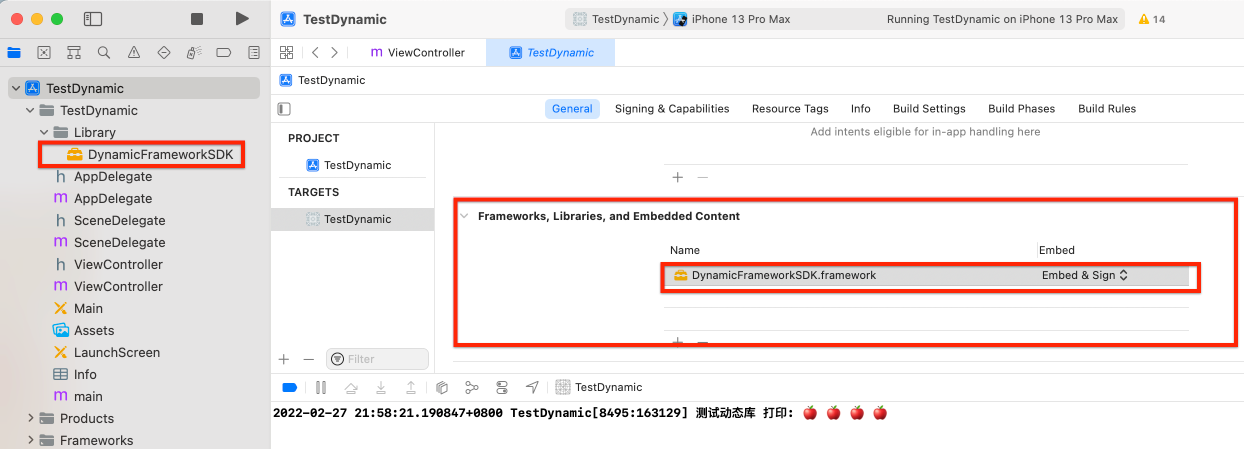 TestDynamic
TestDynamic 〉 iPhone 13 Pro Max
Running TestDynamic on iPhone 13 Pro Max
14
m ViewController
TestDynamic
TestDynamic
General
Signing & Capabilities
Resource Tags
Info
Build Settings
Build Phases
Build Rules
TestDynamic
TestDynamic
Library
DynamicFrameworkSDK
h AppDelegate
m AppDelegate
h SceneDelegate
m SceneDelegate
h ViewController
m ViewController
Main
Assets
LaunchScreen
Info
m main
Products
Frameworks
PROJECT
TestDynamic
TARGETS
TestDynamic
Filter
Add intents eligible for in-app handling here
Frameworks, Libraries, and Embedded Content
Name
Embed
DynamicFrameworkSDK.framework
Embed & Sign
TestDynamic
2022-02-27 21:58:21.190847+0800 TestDynamic[8495:163129] 测试动态库 打印: 🍎 🍎 🍎 🍎